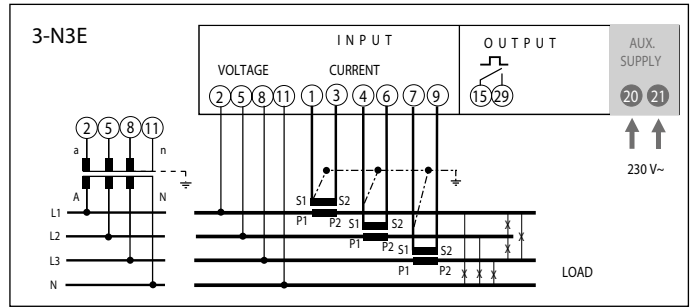 3-N3E
INPUT
OUTPUT
AUX.
SUPPLY
VOLTAGE
CURRENT
2 5 8 11 1 3 4 6 7 9
15 29
20 21
230 V~
2 5 8 11
a n
A N
S1 S2
P1 P2
S1 S2
P1 P2
S1 S2
P1 P2
L1
L2
L3
N
X X X X X X
LOAD